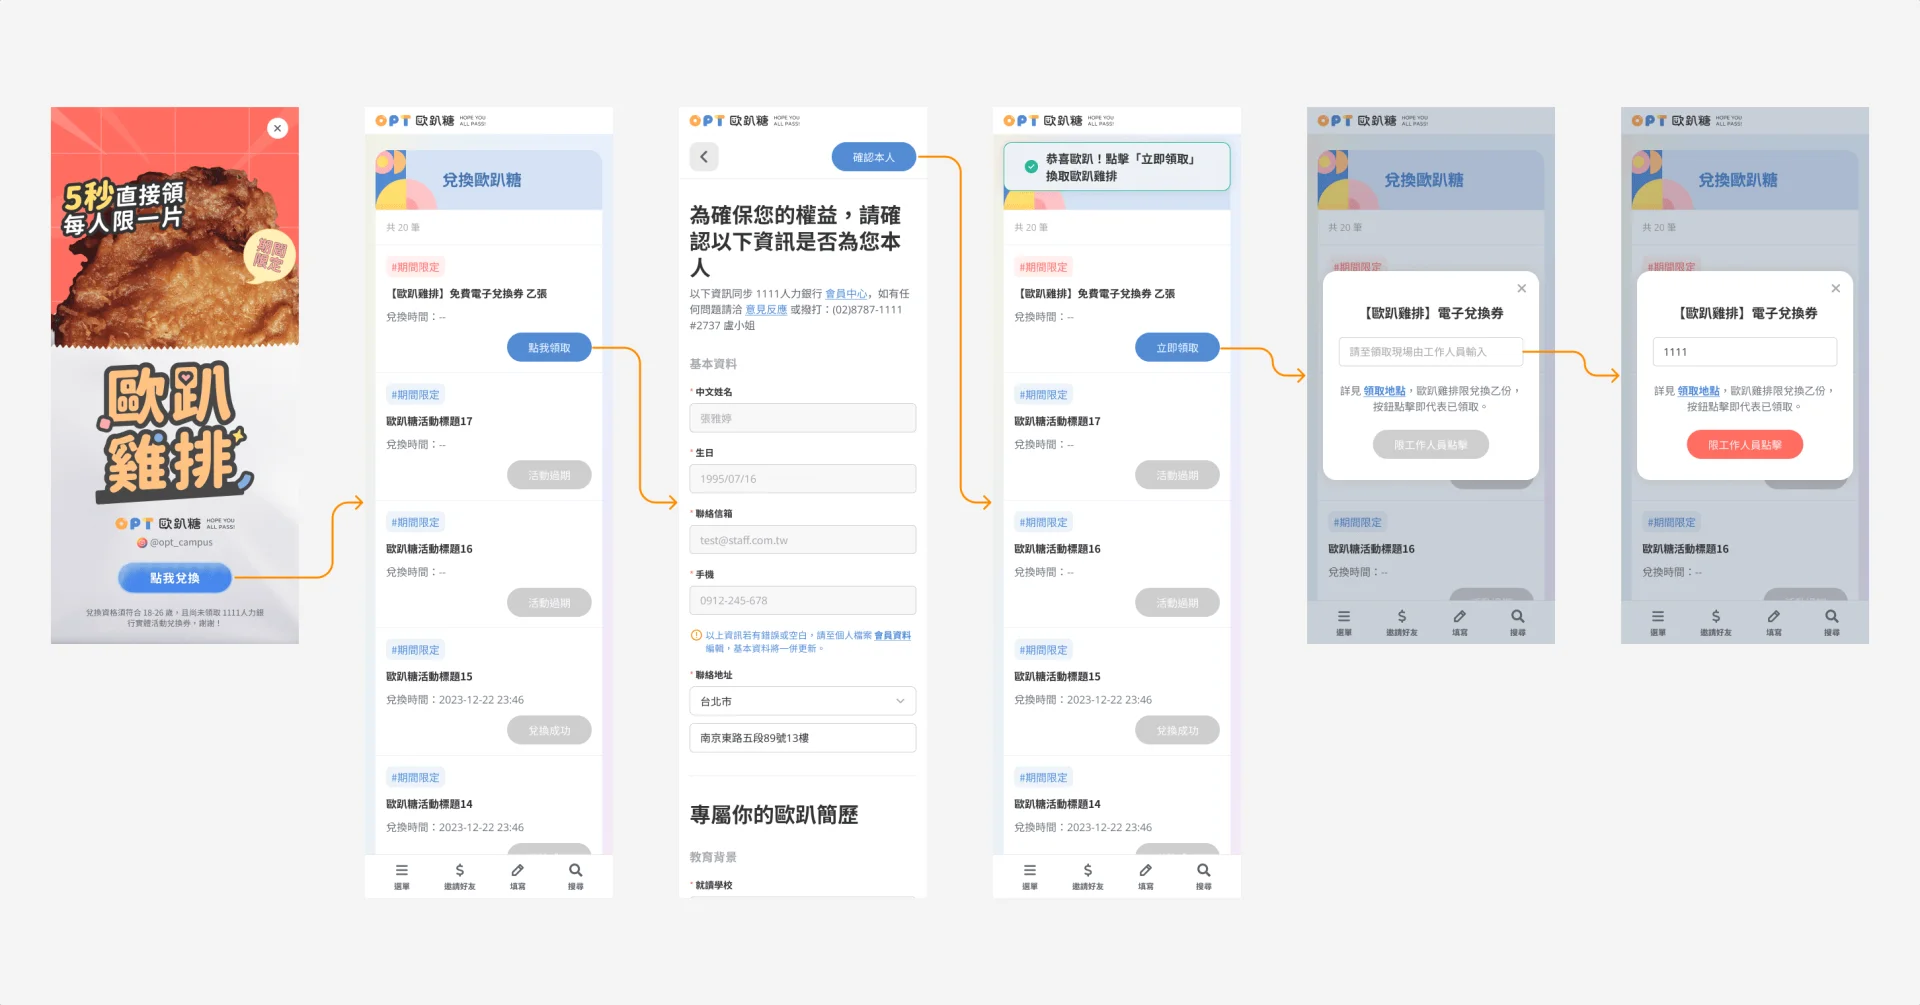 5秒直接領
每人限一片
期間
限定
歐趴
雞排
OPT 歐趴糖 HOPE YOU ALL PASS!
@opt_campus
點我兌換
兌換資格須符合 18-26 歲，且尚未領取 1111人力銀
行實體活動兌換券，謝謝！
OPT 歐趴糖 HOPE YOU ALL PASS!
兌換歐趴糖
共 20 筆
#期間限定
【歐趴雞排】免費電子兌換券 乙張
兌換時間：--
點我領取
#期間限定
歐趴糖活動標題17
兌換時間：--
活動過期
#期間限定
歐趴糖活動標題16
兌換時間：--
活動過期
#期間限定
歐趴糖活動標題15
兌換時間：2023-12-22 23:46
兌換成功
#期間限定
歐趴糖活動標題14
兌換時間：2023-12-22 23:46
選單
邀請好友
填寫
搜尋
OPT 歐趴糖 HOPE YOU ALL PASS!
確認本人
為確保您的權益，請確
認以下資訊是否為您本
人
以下資訊同步 1111人力銀行 會員中心，如有任
何問題請洽 意見反應 或撥打：(02)8787-1111
#2737 盧小姐
基本資料
* 中文姓名
張雅婷
* 生日
1995/07/16
* 聯絡信箱
test@staff.com.tw
* 手機
0912-245-678
以上資訊若有錯誤或空白，請至個人檔案 會員資料
編輯，基本資料將一併更新。
* 聯絡地址
台北市
南京東路五段89號13樓
專屬你的歐趴簡歷
教育背景
* 就讀學校
OPT 歐趴糖 HOPE YOU ALL PASS!
恭喜歐趴！點擊「立即領取」
換取歐趴雞排
共 20 筆
#期間限定
【歐趴雞排】免費電子兌換券 乙張
兌換時間：--
立即領取
#期間限定
歐趴糖活動標題17
兌換時間：--
活動過期
#期間限定
歐趴糖活動標題16
兌換時間：--
活動過期
#期間限定
歐趴糖活動標題15
兌換時間：2023-12-22 23:46
兌換成功
#期間限定
歐趴糖活動標題14
兌換時間：2023-12-22 23:46
選單
邀請好友
填寫
搜尋
OPT 歐趴糖 HOPE YOU ALL PASS!
兌換歐趴糖
共 20 筆
#期間限定
【歐趴雞排】電子兌換券
請至領取現場由工作人員輸入
詳見 領取地點，歐趴雞排限兌換乙份，
按鈕點擊即代表已領取。
限工作人員點擊
#期間限定
歐趴糖活動標題16
兌換時間：--
選單
邀請好友
填寫
搜尋
OPT 歐趴糖 HOPE YOU ALL PASS!
兌換歐趴糖
共 20 筆
#期間限定
【歐趴雞排】電子兌換券
1111
詳見 領取地點，歐趴雞排限兌換乙份，
按鈕點擊即代表已領取。
限工作人員點擊
#期間限定
歐趴糖活動標題16
兌換時間：--
選單
邀請好友
填寫
搜尋